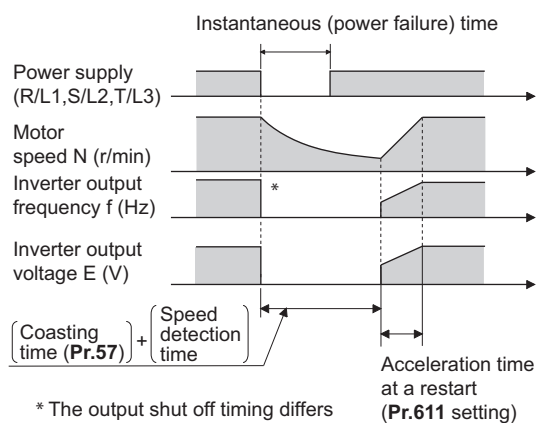 Instantaneous (power failure) time
Power supply
(R/L1,S/L2,T/L3)
Motor
speed N (r/min)
Inverter output
frequency f (Hz)
*
Inverter output
voltage E (V)
Coasting
time (Pr.57)
+
Speed
detection
time
Acceleration time
at a restart
(Pr.611 setting)
* The output shut off timing differs